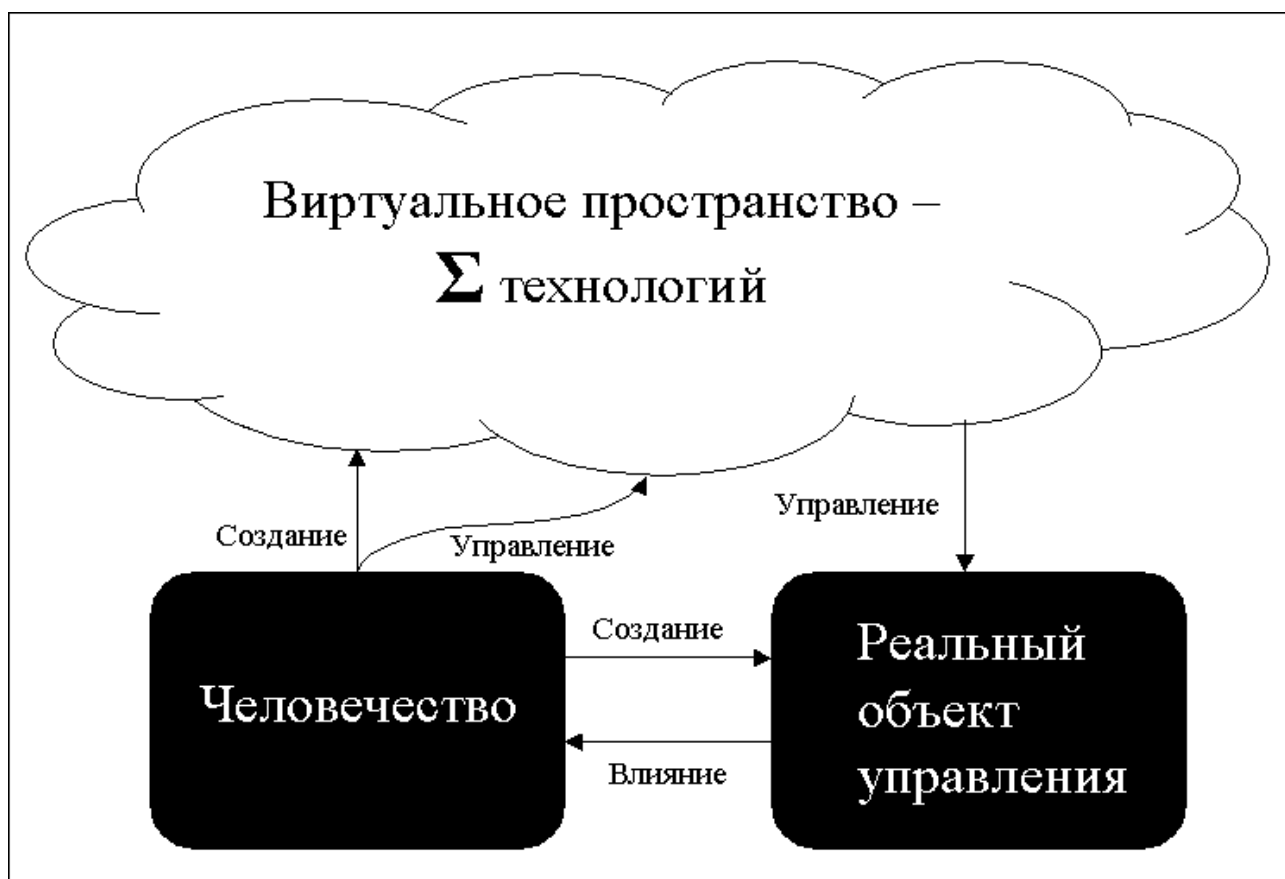 Виртуальное пространство –
Σ технологий
Создание
Управление
Управление
Человечество
Создание
Влияние
Реальный
объект
управления